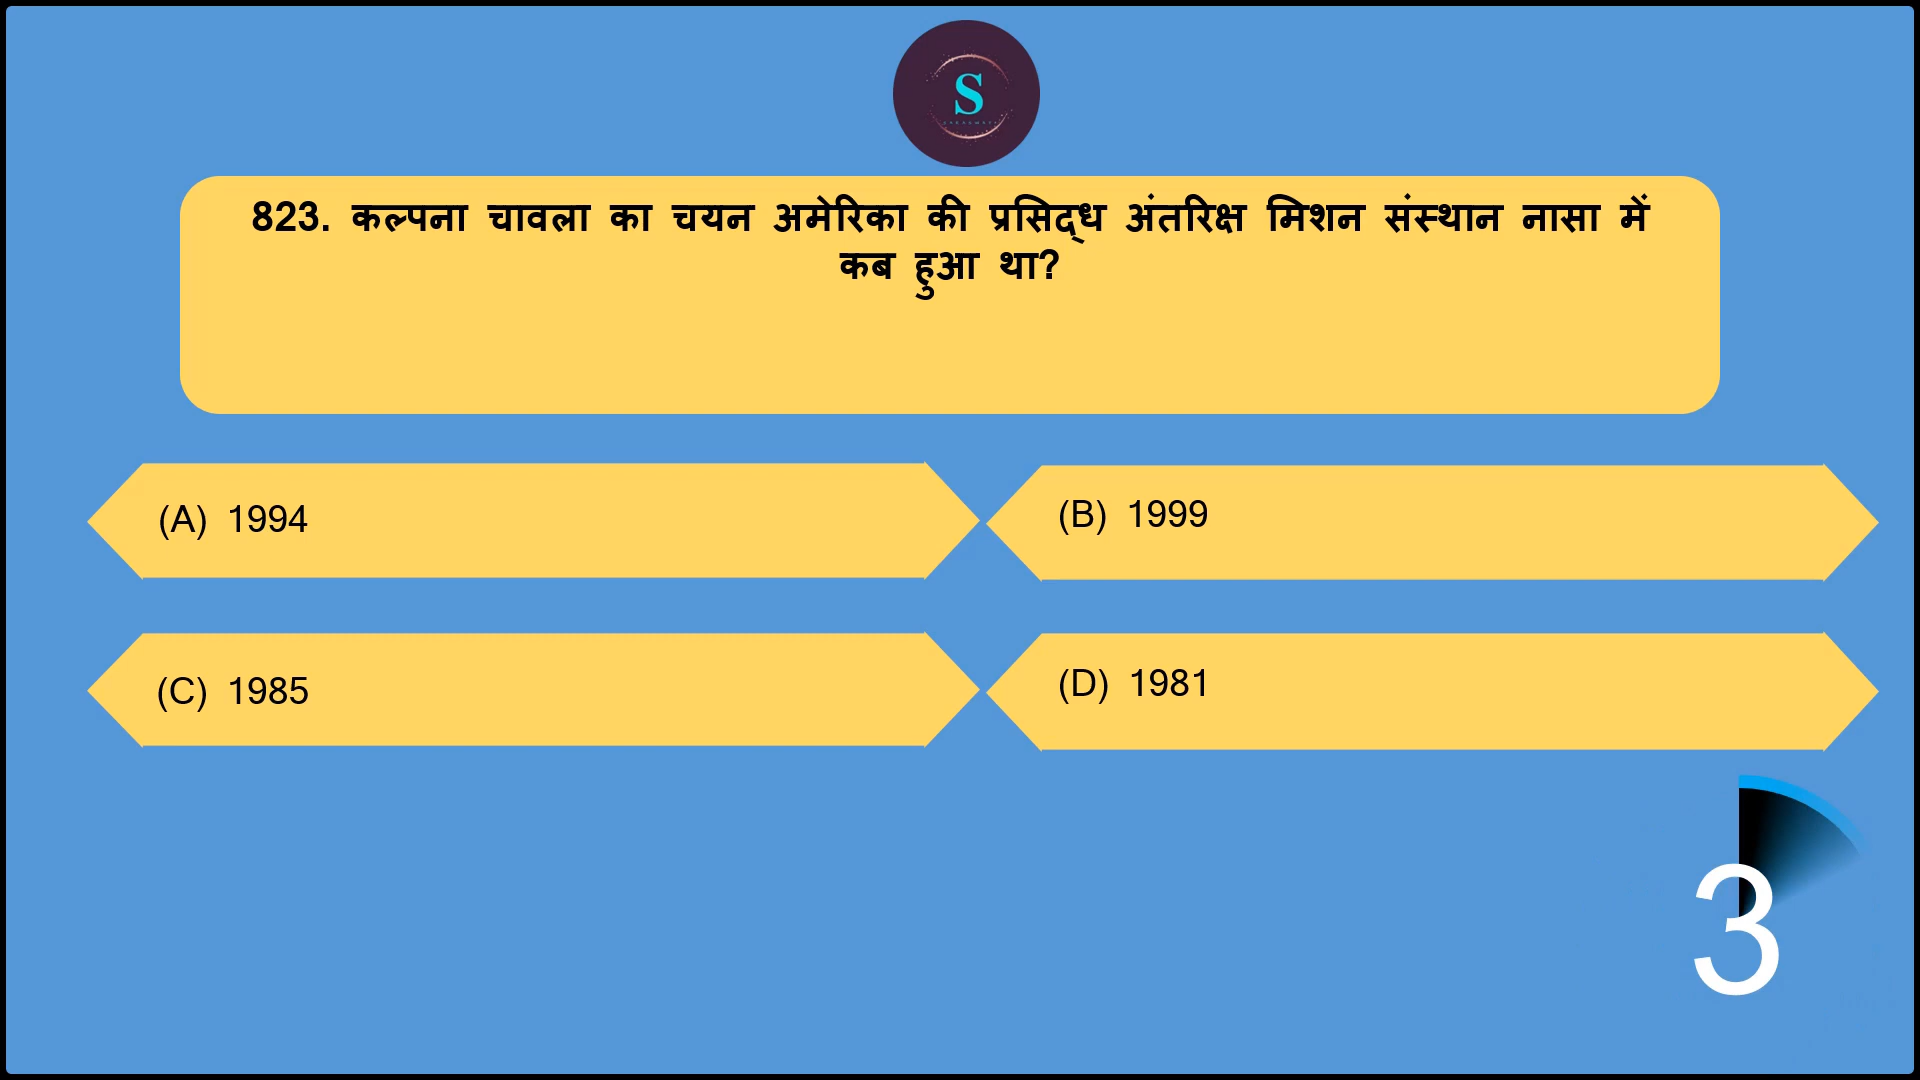 S
823. कल्पना चावला का चयन अमेरिका की प्रसिद्ध अंतरिक्ष मिशन संस्थान नासा में
कब हुआ था?
(A) 1994
(B) 1999
(C) 1985
(D) 1981
3